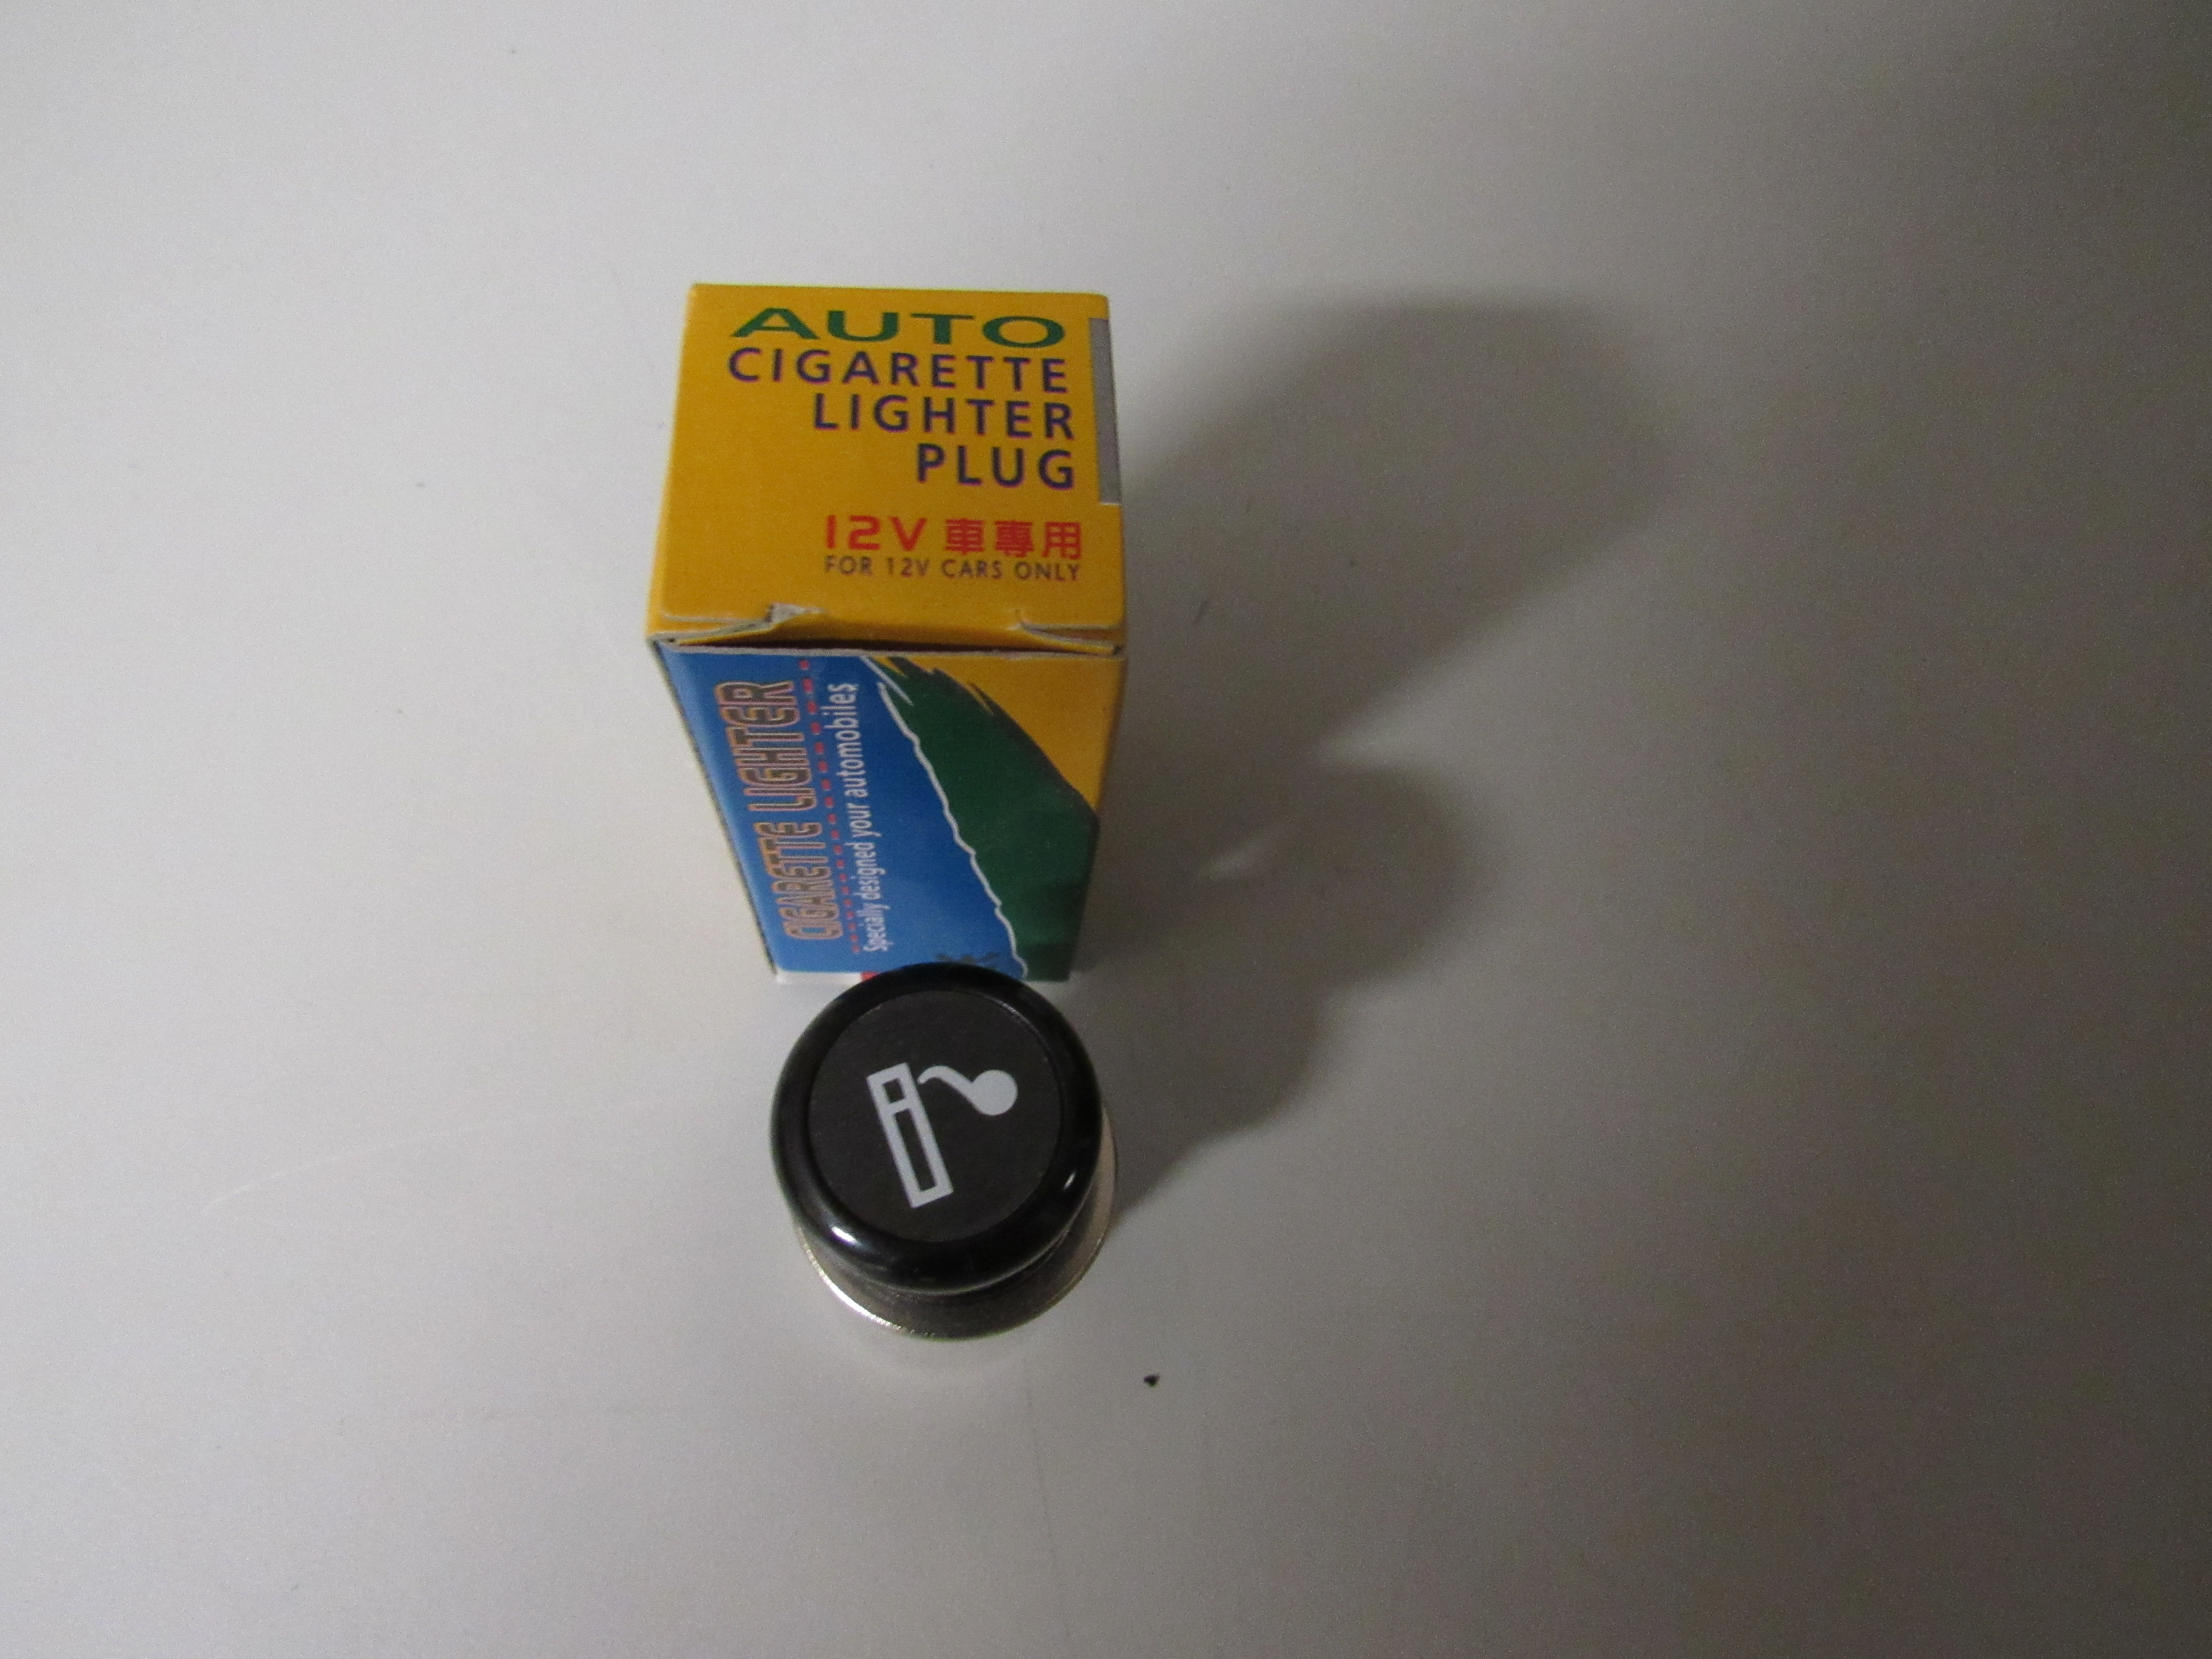 AUTO
CIGARETTE
LIGHTER
PLUG
12V 車專用
FOR 12V CARS ONLY
CIGARETTE LIGHTER
Specially designed your automobiles